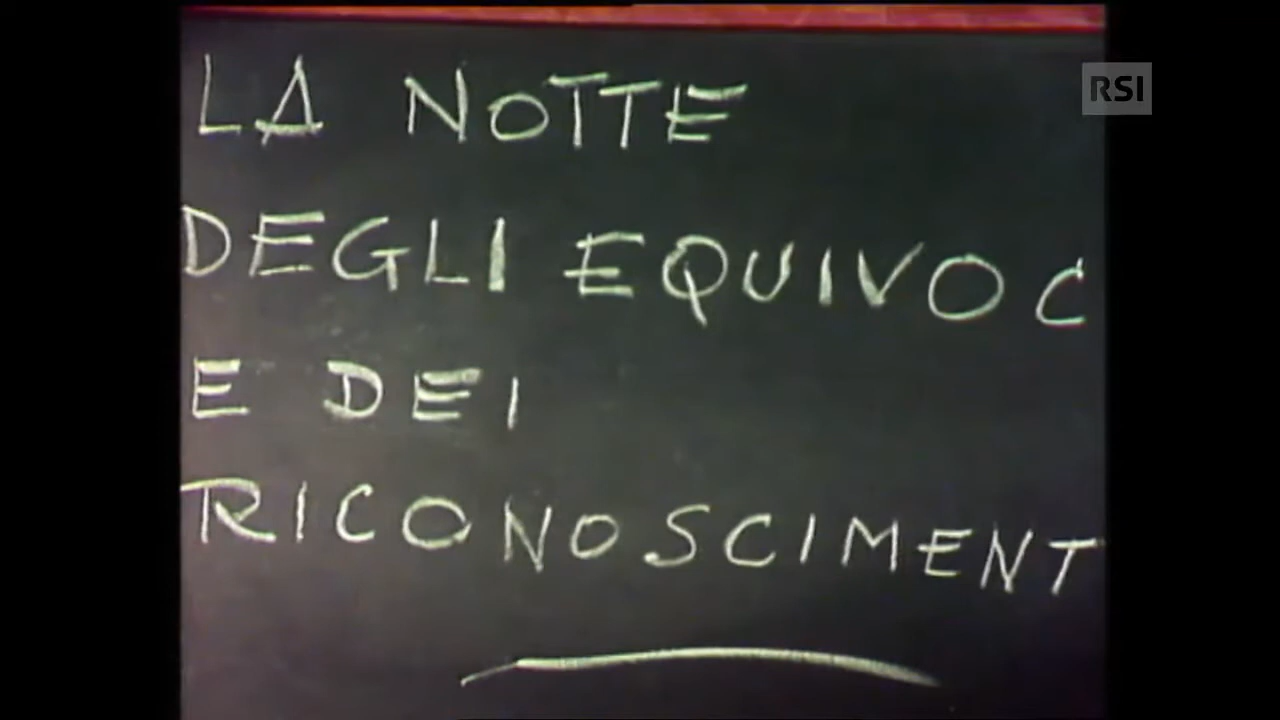 LA NOTTE
DEGLI EQUIVOC
E DEI
RICONOSCIMENT
RSI